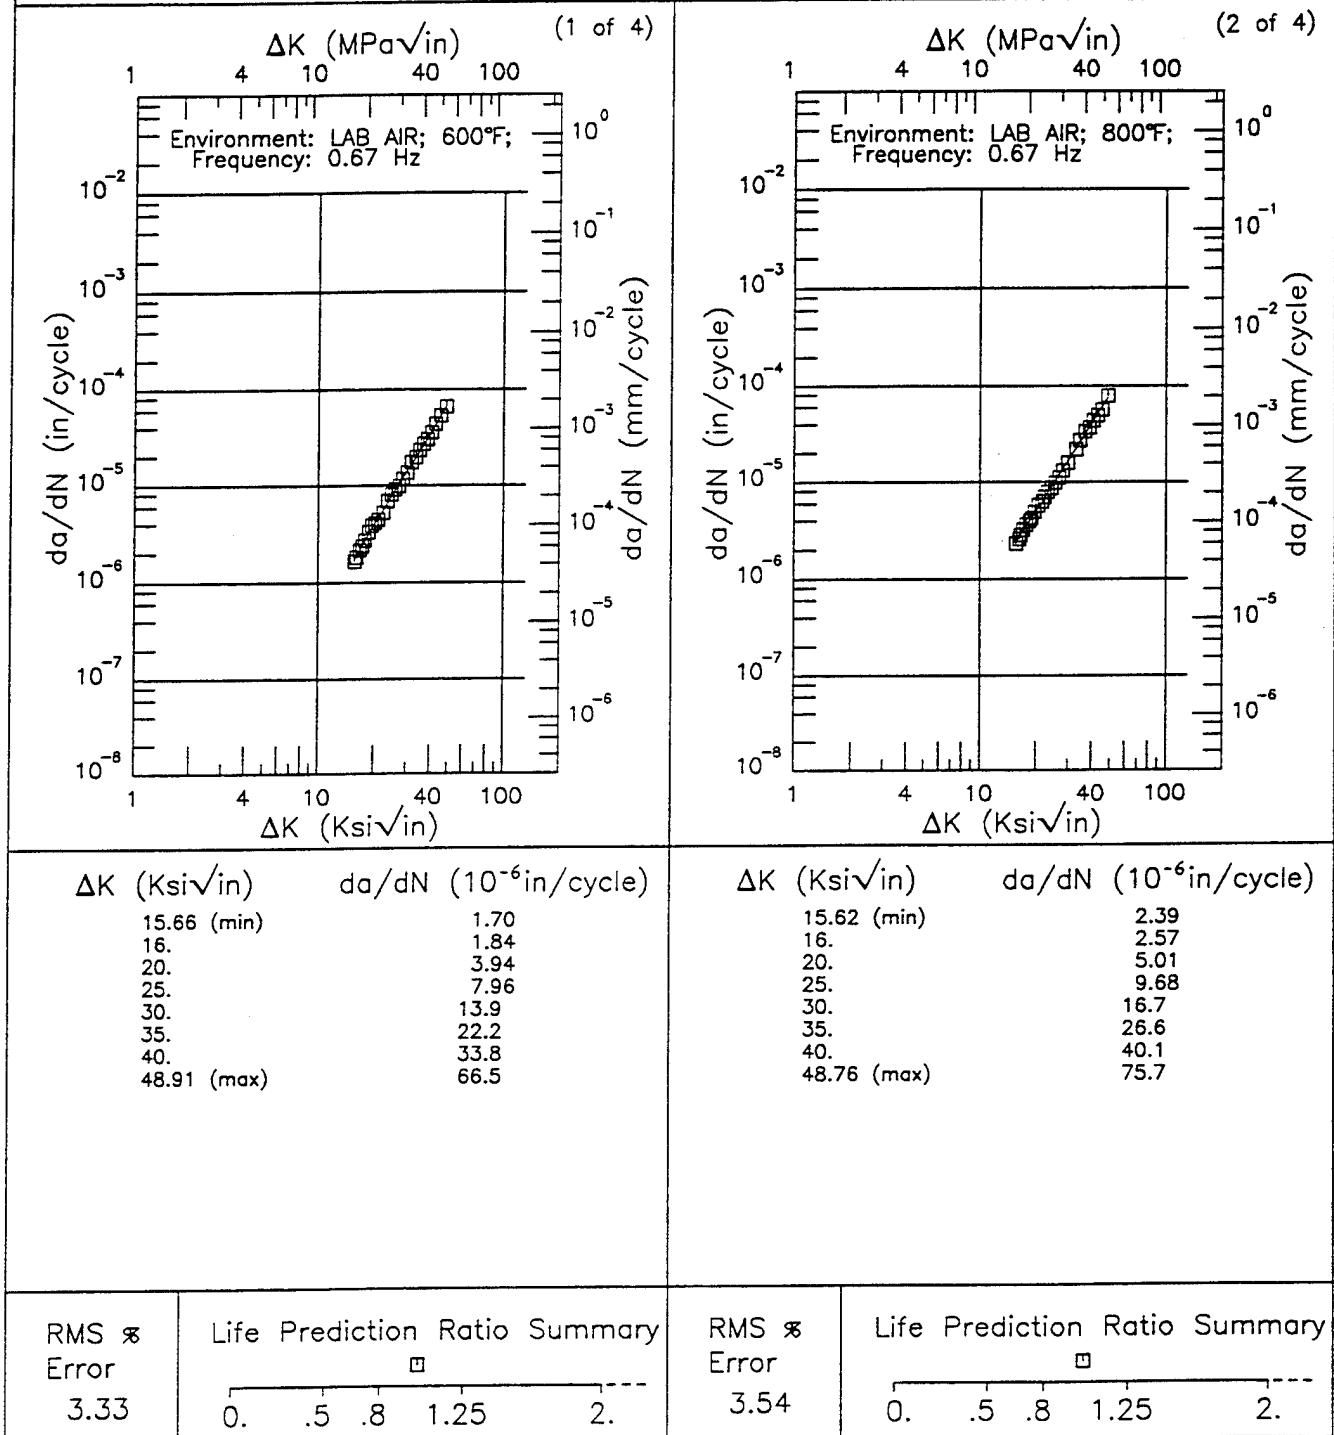 (1 of 4)
ΔK (MPa√in)
1 4 10 40 100
Environment: LAB AIR; 600°F;
Frequency: 0.67 Hz
10⁰
10⁻²
10⁻¹
10⁻³
10⁻²
10⁻⁴
10⁻³
10⁻⁵
10⁻⁴
10⁻⁶
10⁻⁵
10⁻⁷
10⁻⁶
10⁻⁸
da/dN (in/cycle)
da/dN (mm/cycle)
1 4 10 40 100
ΔK (Ksi√in)
ΔK (Ksi√in) da/dN (10⁻⁶in/cycle)
15.66 (min) 1.70
16. 1.84
20. 3.94
25. 7.96
30. 13.9
35. 22.2
40. 33.8
48.91 (max) 66.5
RMS %
Error
3.33
Life Prediction Ratio Summary
0. .5 .8 1.25 2.
(2 of 4)
ΔK (MPa√in)
1 4 10 40 100
Environment: LAB AIR; 800°F;
Frequency: 0.67 Hz
10⁰
10⁻²
10⁻¹
10⁻³
10⁻²
10⁻⁴
10⁻³
10⁻⁵
10⁻⁴
10⁻⁶
10⁻⁵
10⁻⁷
10⁻⁶
10⁻⁸
da/dN (in/cycle)
da/dN (mm/cycle)
1 4 10 40 100
ΔK (Ksi√in)
ΔK (Ksi√in) da/dN (10⁻⁶in/cycle)
15.62 (min) 2.39
16. 2.57
20. 5.01
25. 9.68
30. 16.7
35. 26.6
40. 40.1
48.76 (max) 75.7
RMS %
Error
3.54
Life Prediction Ratio Summary
0. .5 .8 1.25 2.